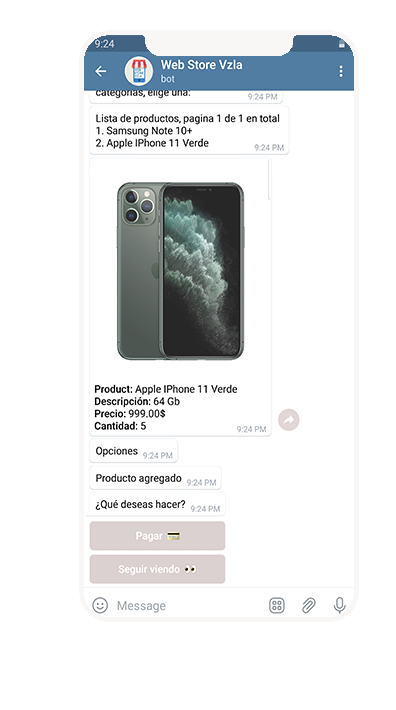 9:24
Web Store Vzla
bot
categorías, elige una:
9:24 PM
Lista de productos, pagina 1 de 1 en total
1. Samsung Note 10+
2. Apple IPhone 11 Verde
9:24 PM
Product: Apple IPhone 11 Verde
Descripción: 64 Gb
Precio: 999.00$
Cantidad: 5
9:24 PM
Opciones 9:24 PM
Producto agregado 9:24 PM
¿Qué deseas hacer? 9:24 PM
Pagar 💳
Seguir viendo 👀
Message